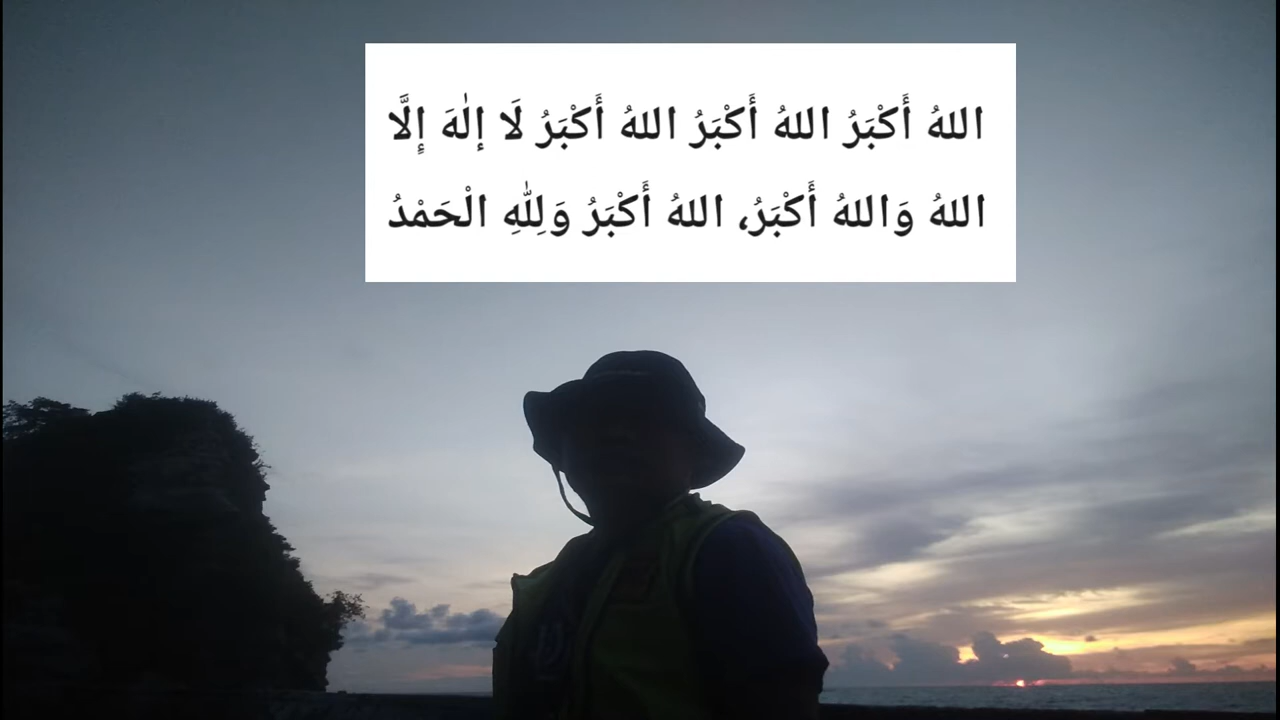 اللهُ أَكْبَرُ اللهُ أَكْبَرُ اللهُ أَكْبَرُ لَا إِلٰهَ إِلَّا
اللهُ وَاللهُ أَكْبَرُ، اللهُ أَكْبَرُ وَلِلّٰهِ الْحَمْدُ